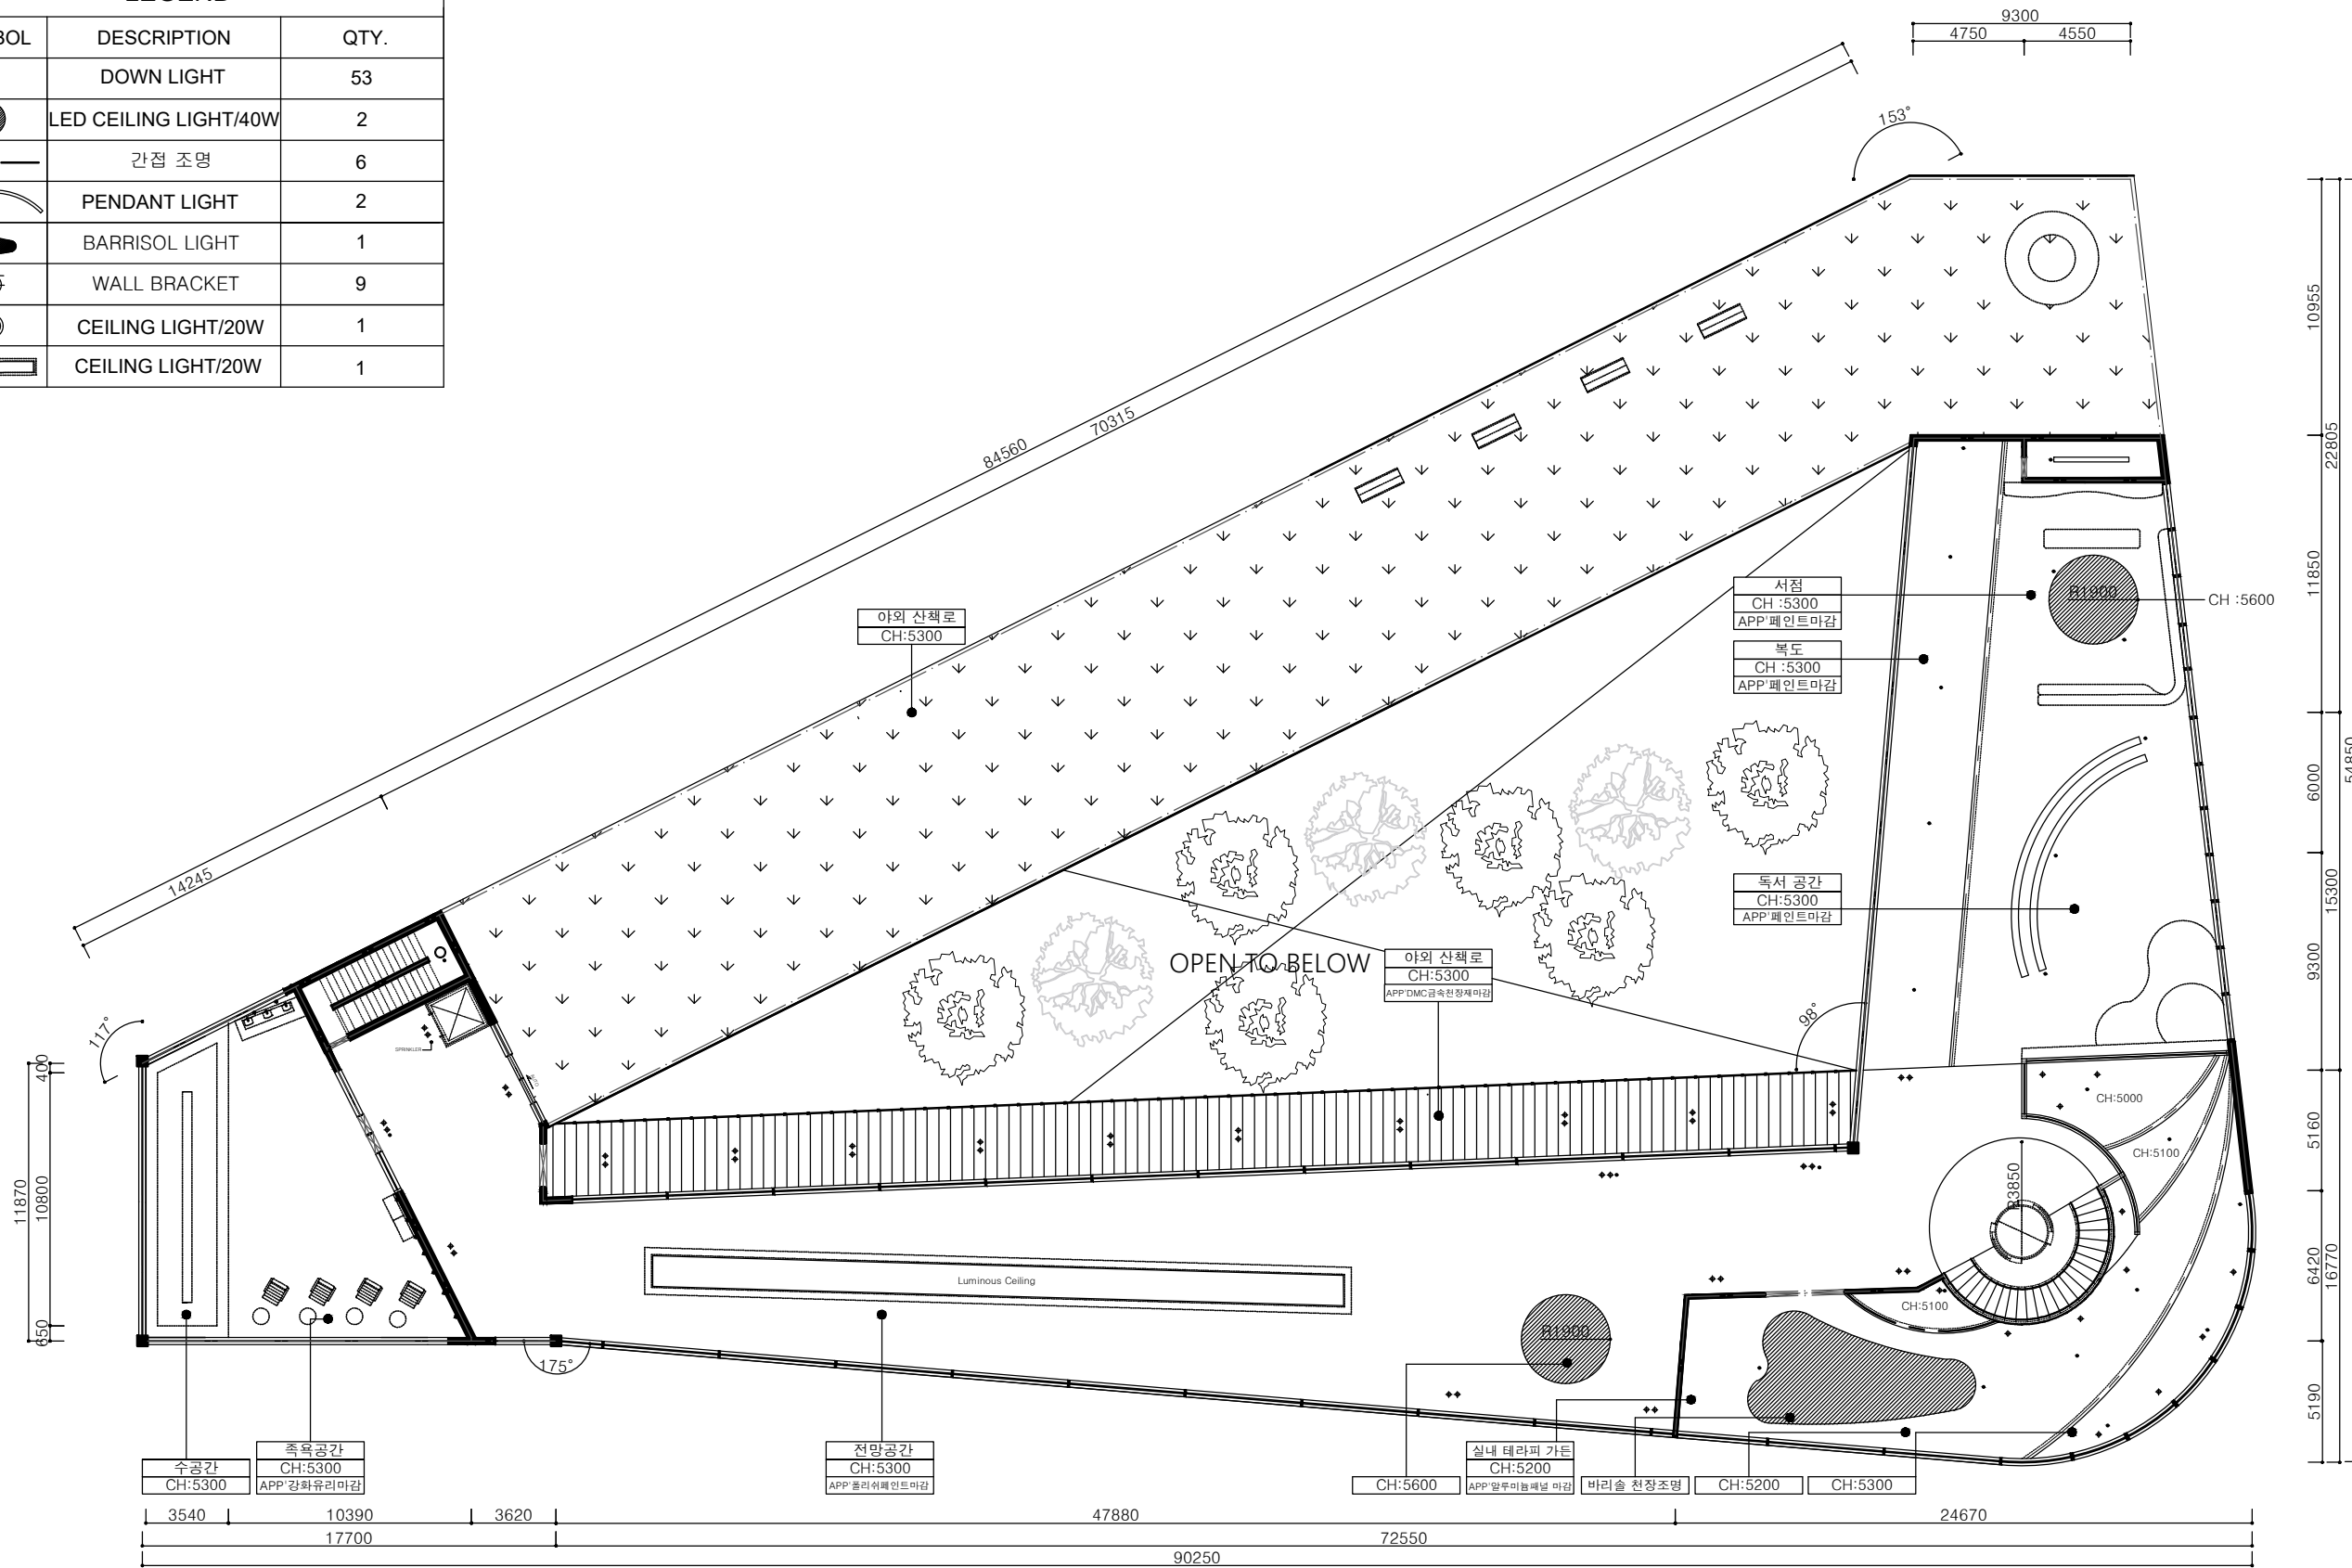 DESCRIPTION QTY.
DOWN LIGHT 53
LED CEILING LIGHT/40W 2
간접 조명 6
PENDANT LIGHT 2
BARRISOL LIGHT 1
WALL BRACKET 9
CEILING LIGHT/20W 1
CEILING LIGHT/20W 1
9300
4750 4550
153°
84560
70315
14245
10955
22805
11850
6000
54850
15300
9300
5160
6420
16770
5190
서점
CH :5300
APP'페인트마감
R1900
CH :5600
복도
CH :5300
APP'페인트마감
야외 산책로
CH:5300
독서 공간
CH:5300
APP'페인트마감
OPEN TO BELOW
야외 산책로
CH:5300
APP'DMC금속천장재마감
98°
117°
SPRINKLER
400
11870
10800
650
CH:5000
CH:5100
R3850
CH:5100
Luminous Ceiling
R1900
175°
수공간
CH:5300
족욕공간
CH:5300
APP'강화유리마감
전망공간
CH:5300
APP'폴리쉬페인트마감
CH:5600
실내 테라피 가든
CH:5200
APP'알루미늄패널 마감
바리솔 천장조명
CH:5200
CH:5300
3540 10390 3620 47880 24670
17700 72550
90250